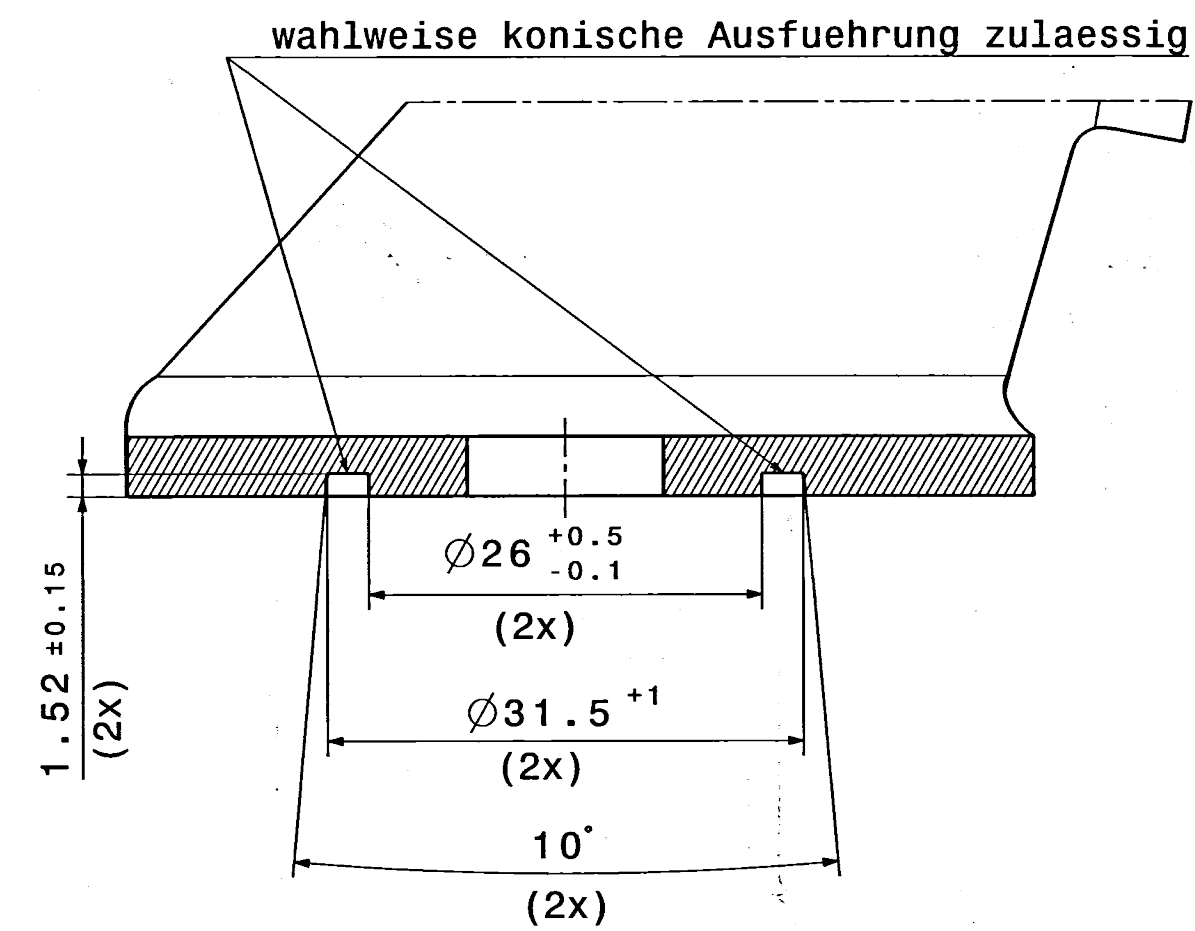 wahlweise konische Ausfuehrung zulaessig
Ø26 +0.5 -0.1
(2x)
1.52 ±0.15
(2x)
Ø31.5 +1
(2x)
10°
(2x)